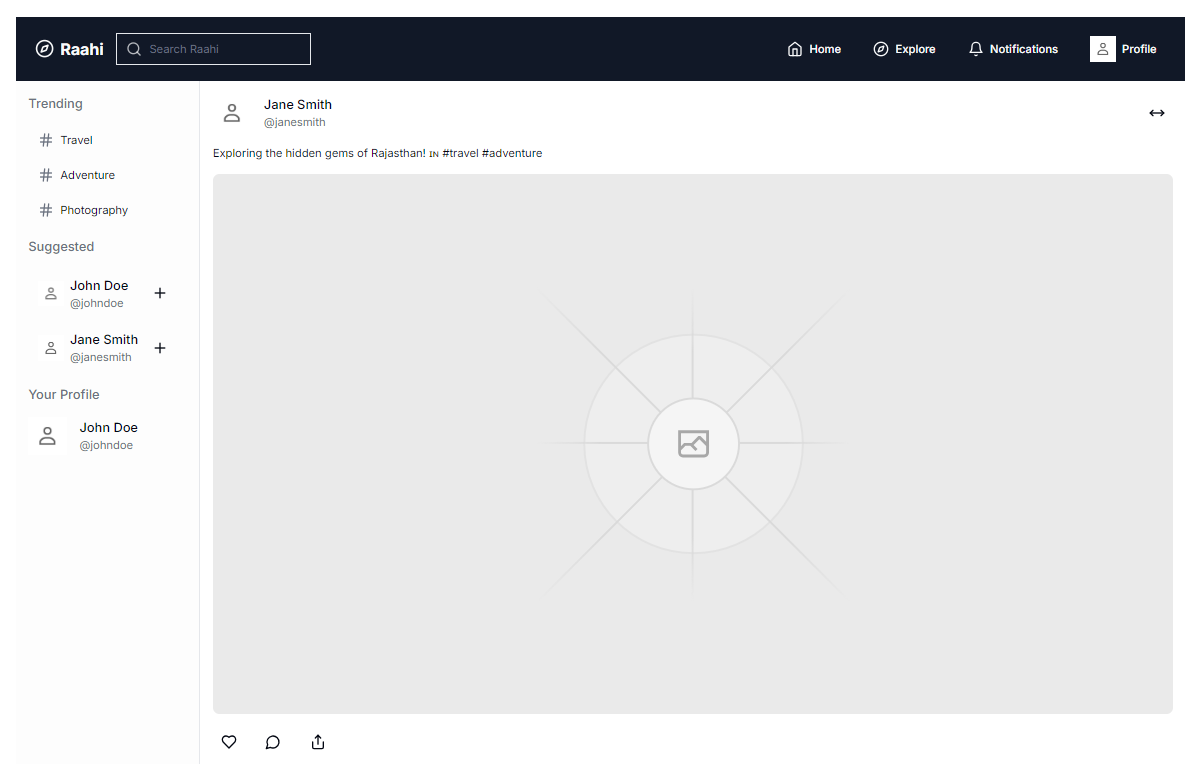 Raahi
Search Raahi
Home
Explore
Notifications
Profile
Trending
# Travel
# Adventure
# Photography
Suggested
John Doe
@johndoe
Jane Smith
@janesmith
Your Profile
John Doe
@johndoe
Jane Smith
@janesmith
Exploring the hidden gems of Rajasthan! IN #travel #adventure